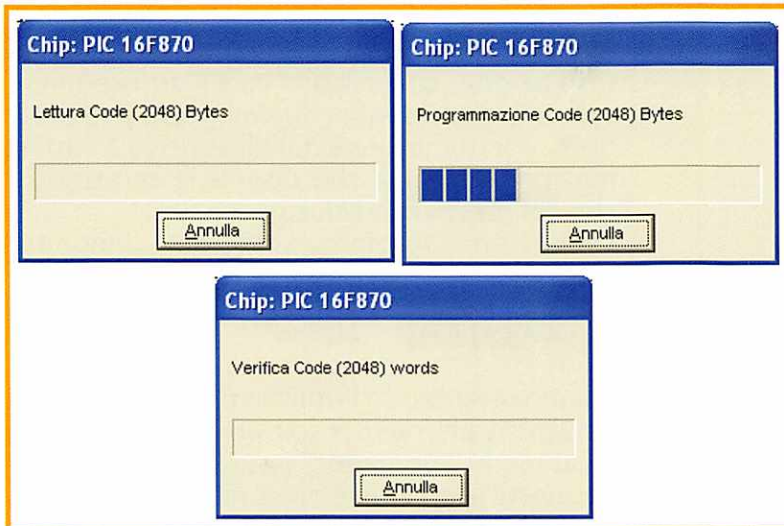 Chip: PIC 16F870
Lettura Code (2048) Bytes
Annulla
Chip: PIC 16F870
Programmazione Code (2048) Bytes
Annulla
Chip: PIC 16F870
Verifica Code (2048) words
Annulla